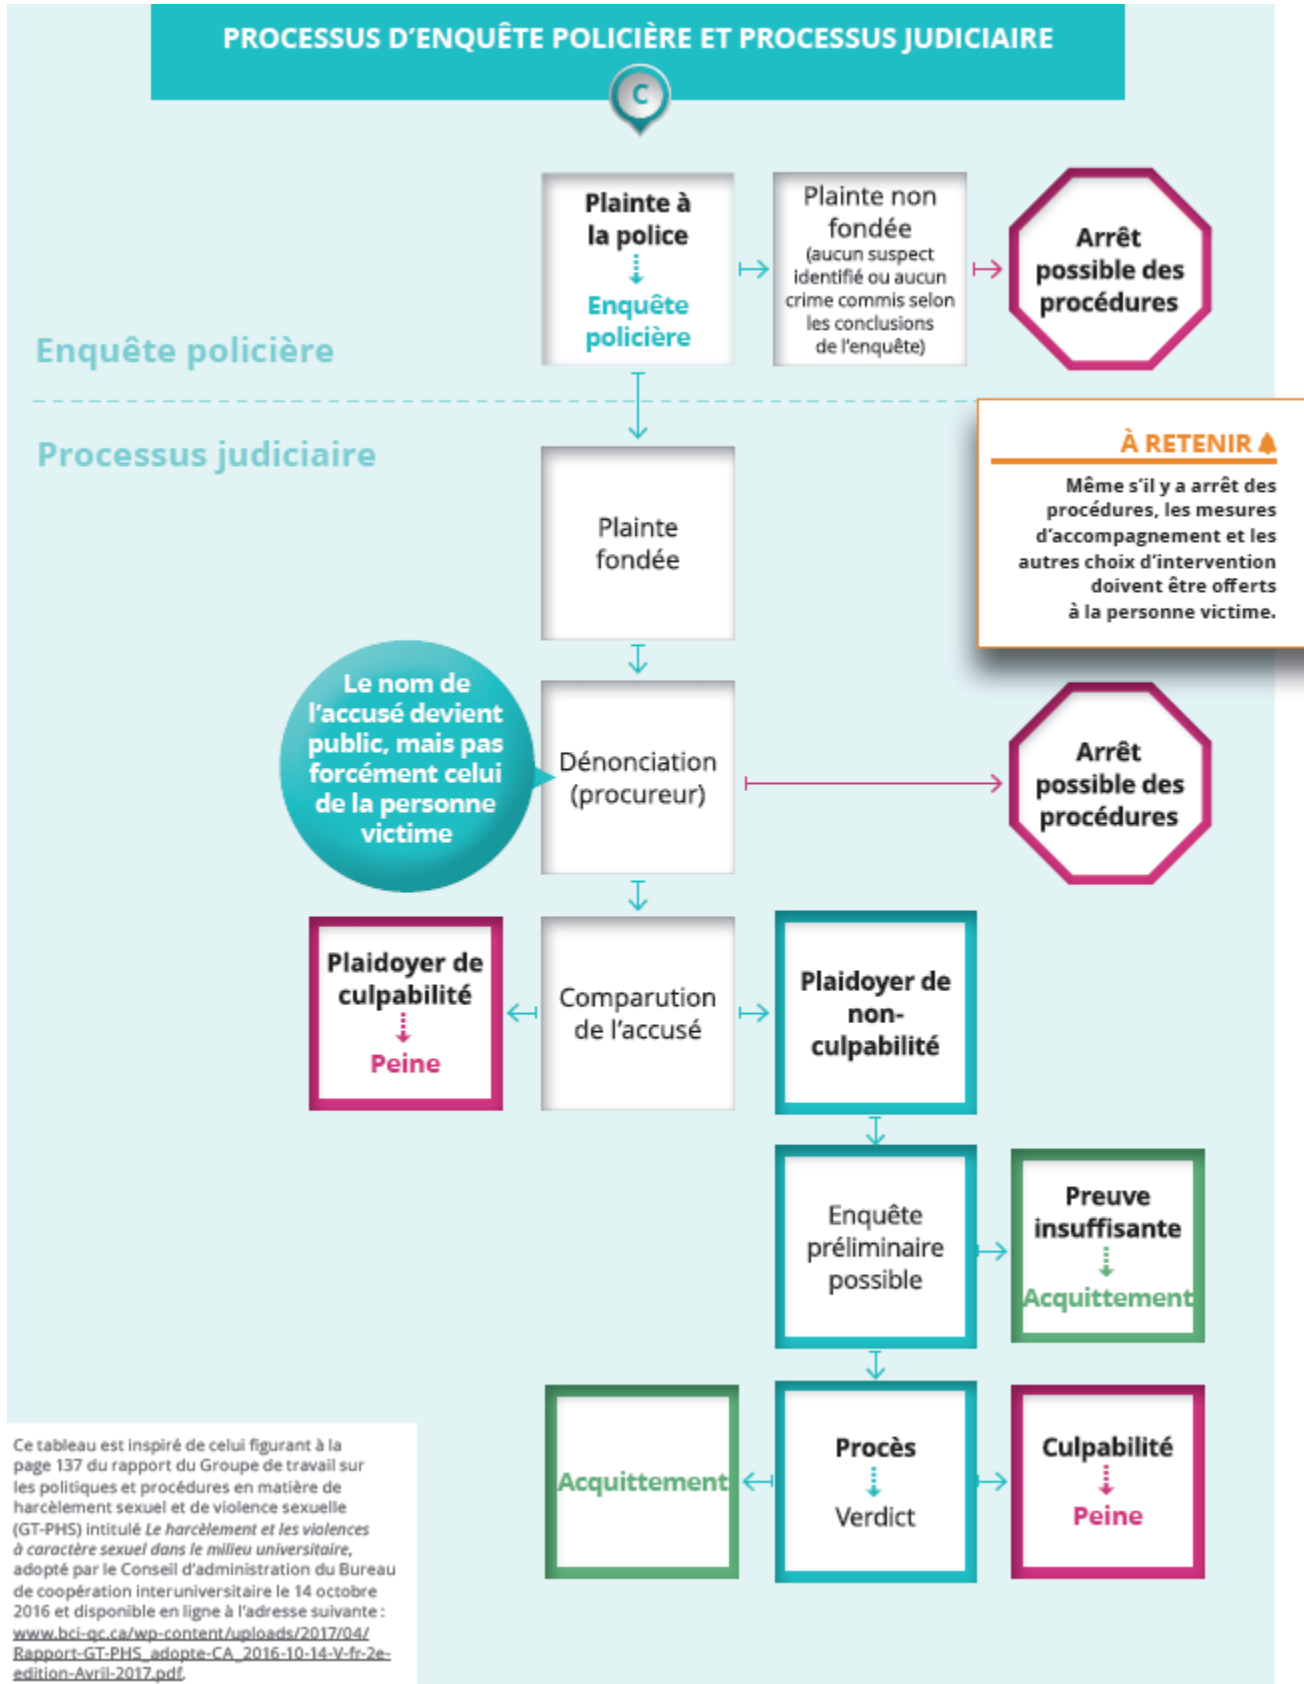 PROCESSUS D'ENQUÊTE POLICIÈRE ET PROCESSUS JUDICIAIRE
C
Plainte à
la police
Enquête
policière
Plainte non
fondée
(aucun suspect
identifié ou aucun
crime commis selon
les conclusions
de l'enquête)
Arrêt
possible des
procédures
Enquête policière
Processus judiciaire
À RETENIR
Même s'il y a arrêt des
procédures, les mesures
d'accompagnement et les
autres choix d'intervention
doivent être offerts
à la personne victime.
Plainte
fondée
Le nom de
l'accusé devient
public, mais pas
forcément celui
de la personne
victime
Dénonciation
(procureur)
Arrêt
possible des
procédures
Plaidoyer de
culpabilité
Peine
Comparution
de l'accusé
Plaidoyer de
non-
culpabilité
Enquête
préliminaire
possible
Preuve
insuffisante
Acquittement
Acquittement
Procès
Verdict
Culpabilité
Peine
Ce tableau est inspiré de celui figurant à la
page 137 du rapport du Groupe de travail sur
les politiques et procédures en matière de
harcèlement sexuel et de violence sexuelle
(GT-PHS) intitulé Le harcèlement et les violences
à caractère sexuel dans le milieu universitaire,
adopté par le Conseil d'administration du Bureau
de coopération interuniversitaire le 14 octobre
2016 et disponible en ligne à l'adresse suivante :
www.bci-qc.ca/wp-content/uploads/2017/04/
Rapport-GT-PHS_adopte-CA_2016-10-14-V-fr-2e-
edition-Avril-2017.pdf.